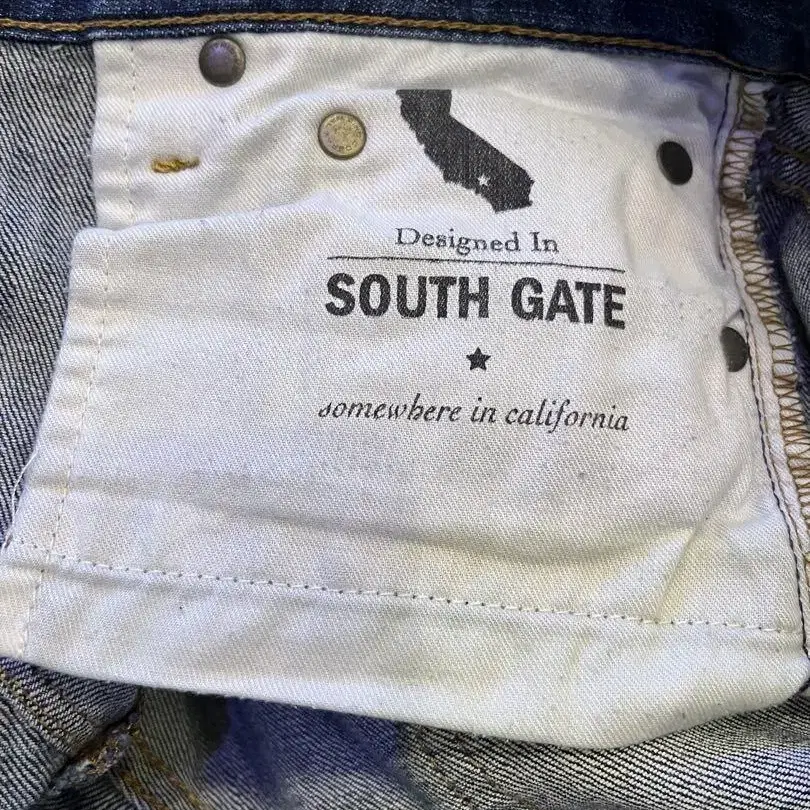 Designed In
SOUTH GATE
somewhere in california